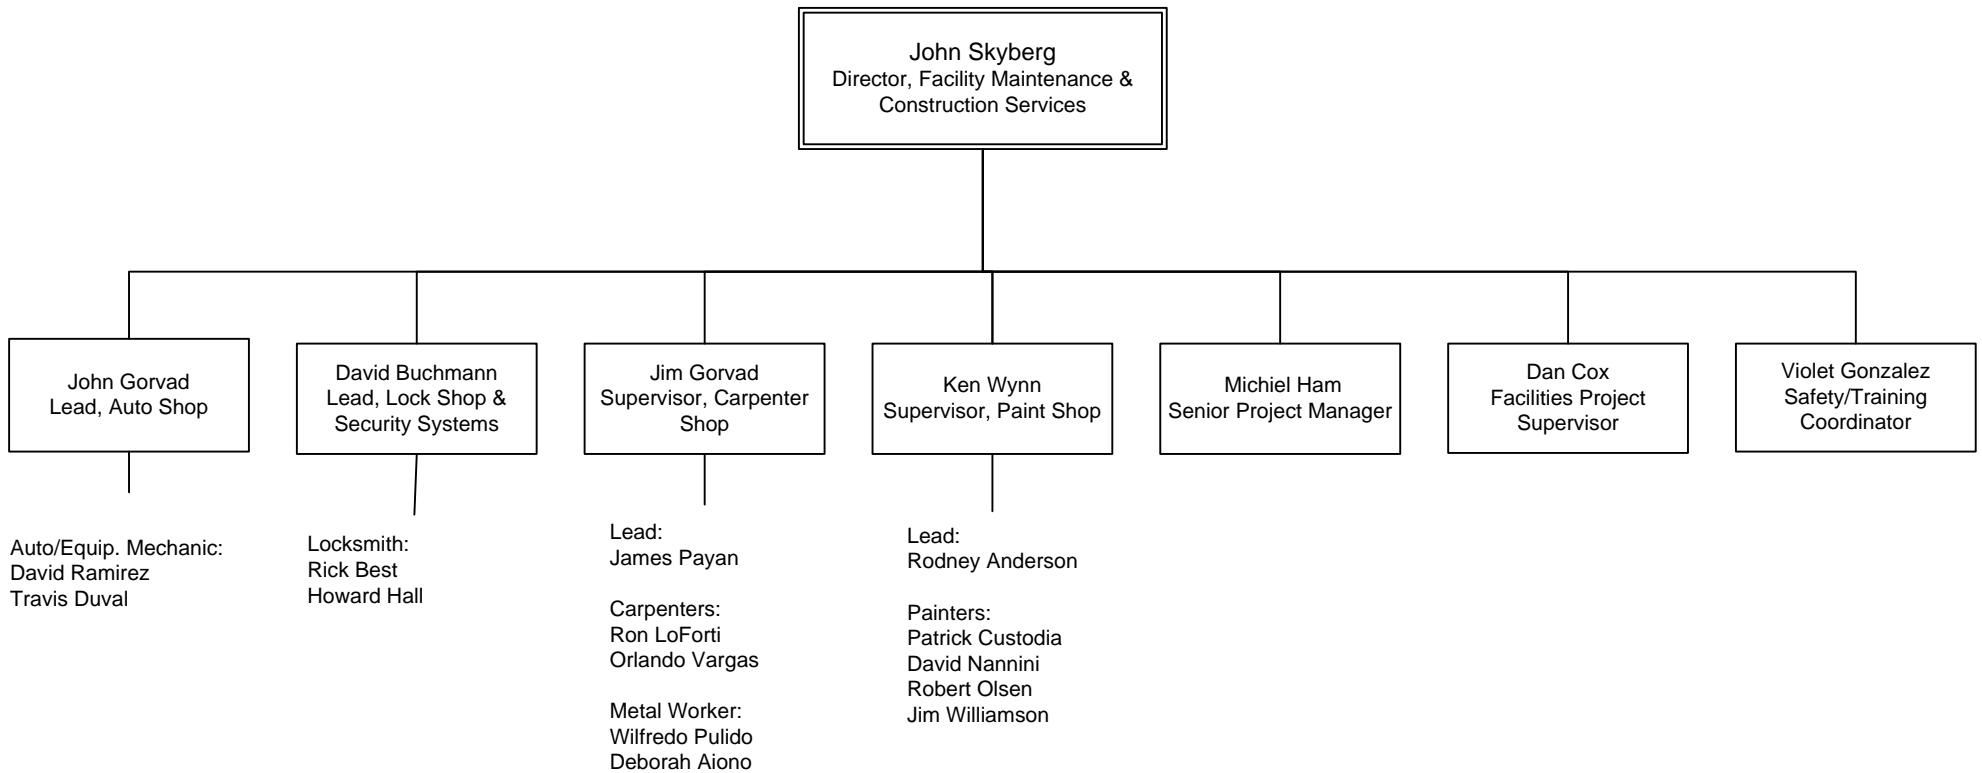 John Skyberg
Director, Facility Maintenance &
Construction Services
John Gorvad
Lead, Auto Shop
David Buchmann
Lead, Lock Shop &
Security Systems
Jim Gorvad
Supervisor, Carpenter
Shop
Ken Wynn
Supervisor, Paint Shop
Michiel Ham
Senior Project Manager
Dan Cox
Facilities Project
Supervisor
Violet Gonzalez
Safety/Training
Coordinator
Auto/Equip. Mechanic:
David Ramirez
Travis Duval
Locksmith:
Rick Best
Howard Hall
Lead:
James Payan
Carpenters:
Ron LoForti
Orlando Vargas
Metal Worker:
Wilfredo Pulido
Deborah Aiono
Lead:
Rodney Anderson
Painters:
Patrick Custodia
David Nannini
Robert Olsen
Jim Williamson